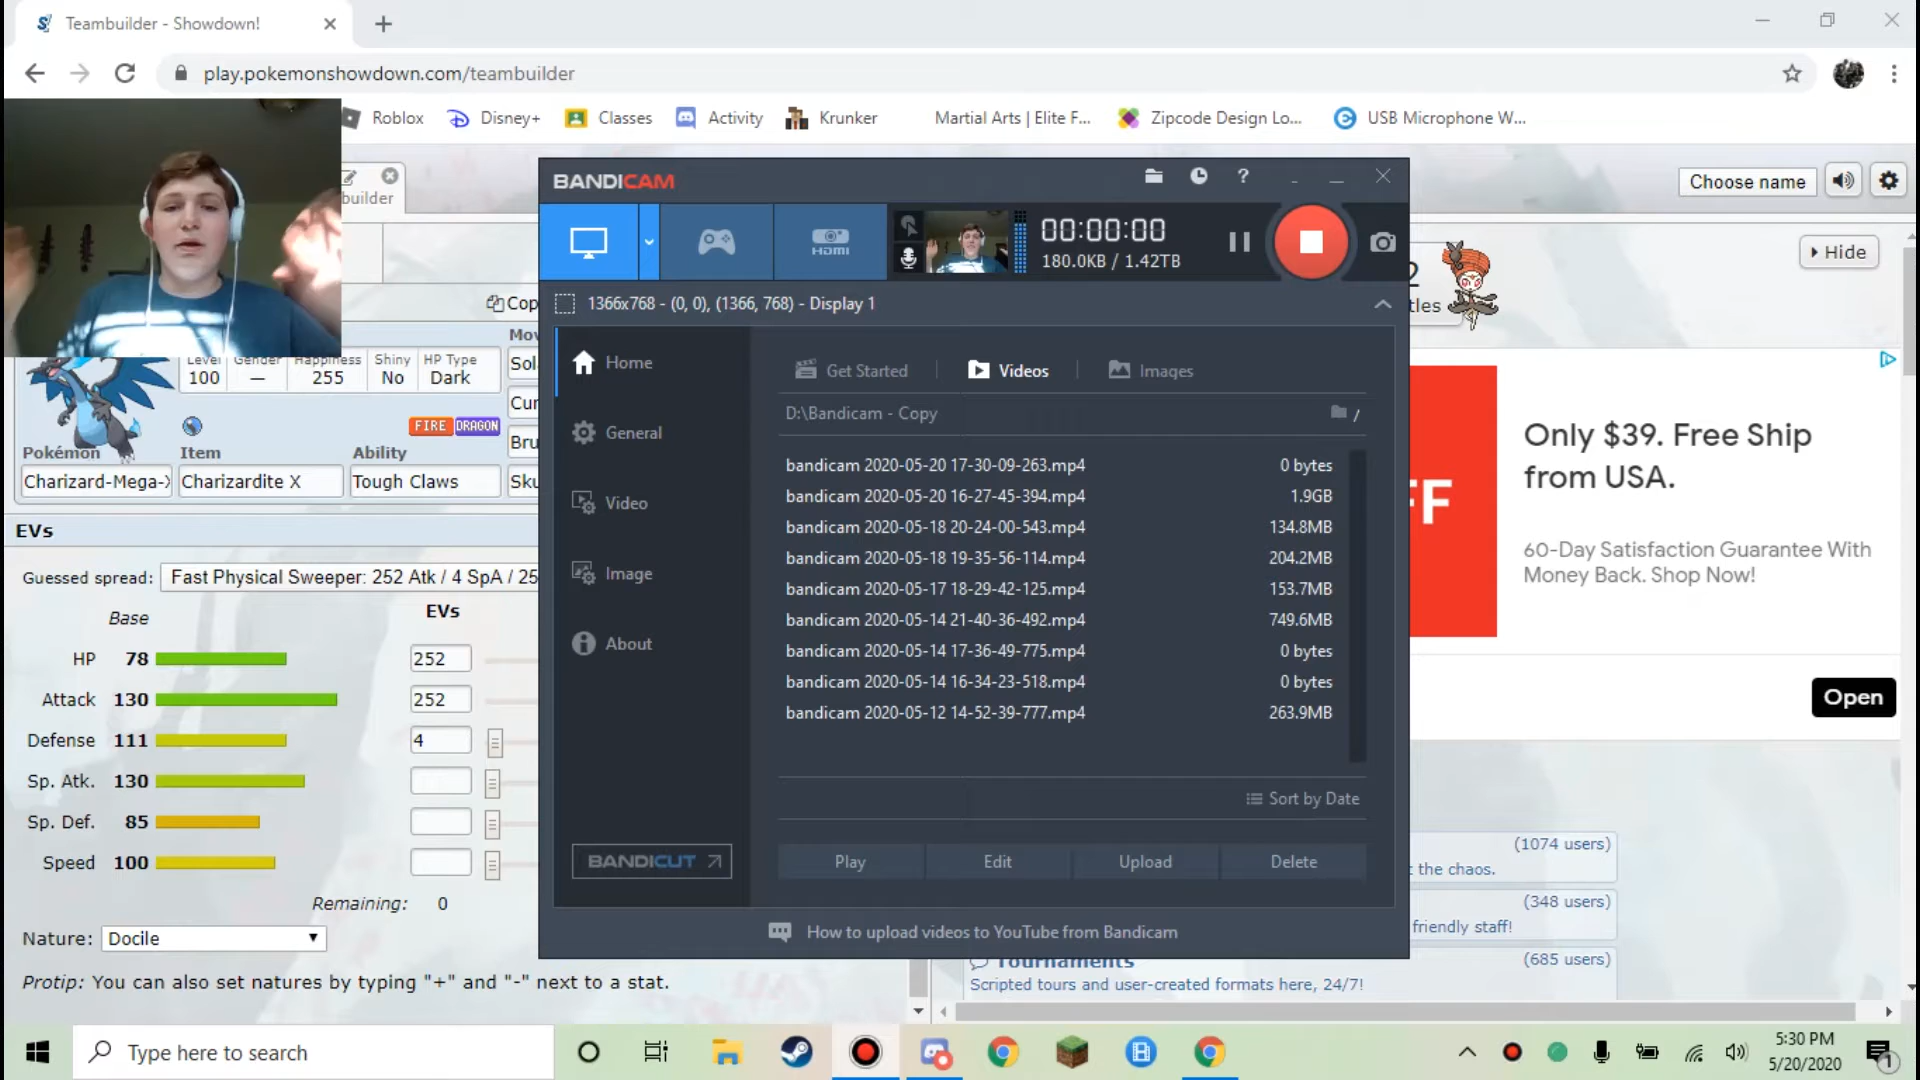 Teambuilder - Showdown!
play.pokemonshowdown.com/teambuilder
Roblox
Disney+
Classes
Activity
Krunker
Martial Arts | Elite F...
Zipcode Design Lo...
USB Microphone W...
builder
Choose name
Hide
BANDICAM
HDMI
00:00:00
180.0KB / 1.42TB
1366x768 - (0, 0), (1366, 768) - Display 1
Home
General
Video
Image
About
BANDICUT
Get Started
Videos
Images
D:\Bandicam - Copy
/
bandicam 2020-05-20 17-30-09-263.mp4 0 bytes
bandicam 2020-05-20 16-27-45-394.mp4 1.9GB
bandicam 2020-05-18 20-24-00-543.mp4 134.8MB
bandicam 2020-05-18 19-35-56-114.mp4 204.2MB
bandicam 2020-05-17 18-29-42-125.mp4 153.7MB
bandicam 2020-05-14 21-40-36-492.mp4 749.6MB
bandicam 2020-05-14 17-36-49-775.mp4 0 bytes
bandicam 2020-05-14 16-34-23-518.mp4 0 bytes
bandicam 2020-05-12 14-52-39-777.mp4 263.9MB
Sort by Date
Play Edit Upload Delete
How to upload videos to YouTube from Bandicam
Cop
Mov
Level Gender Happiness Shiny HP Type
100 — 255 No Dark
Sol
Cur
Bru
Sku
FIRE DRAGON
Pokémon Item Ability
Charizard-Mega-X Charizardite X Tough Claws
EVs
Guessed spread: Fast Physical Sweeper: 252 Atk / 4 SpA / 25
Base EVs
HP 78 252
Attack 130 252
Defense 111 4
Sp. Atk. 130
Sp. Def. 85
Speed 100
Remaining: 0
Nature: Docile
Protip: You can also set natures by typing "+" and "-" next to a stat.
2
tles
FF
Only $39. Free Ship
from USA.
60-Day Satisfaction Guarantee With
Money Back. Shop Now!
Open
(1074 users)
t the chaos.
(348 users)
friendly staff!
Tournaments (685 users)
Scripted tours and user-created formats here, 24/7!
Type here to search
5:30 PM
5/20/2020
1